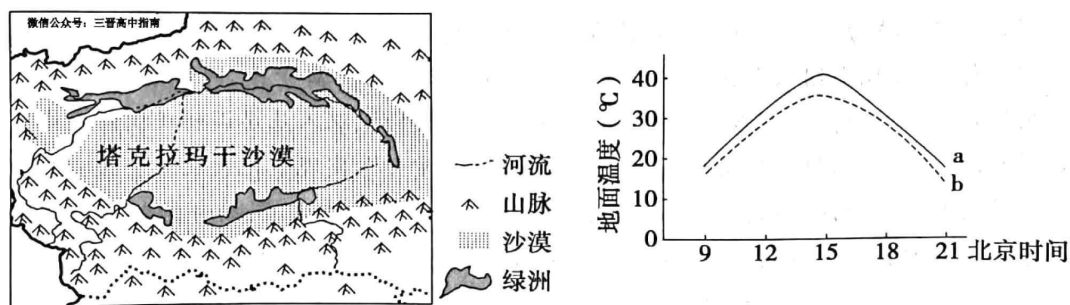 微信公众号：三晋高中指南
塔克拉玛干沙漠
河流
山脉
沙漠
绿洲
地面温度（℃）
40
30
20
10
0
a
b
9
12
15
18
21
北京时间